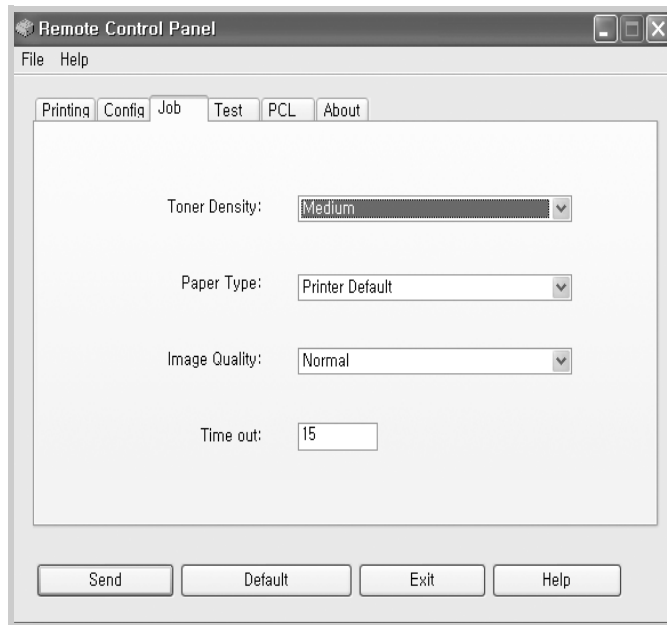 Remote Control Panel
File Help
Printing Config Job Test PCL About
Toner Density: Medium
Paper Type: Printer Default
Image Quality: Normal
Time out: 15
Send Default Exit Help